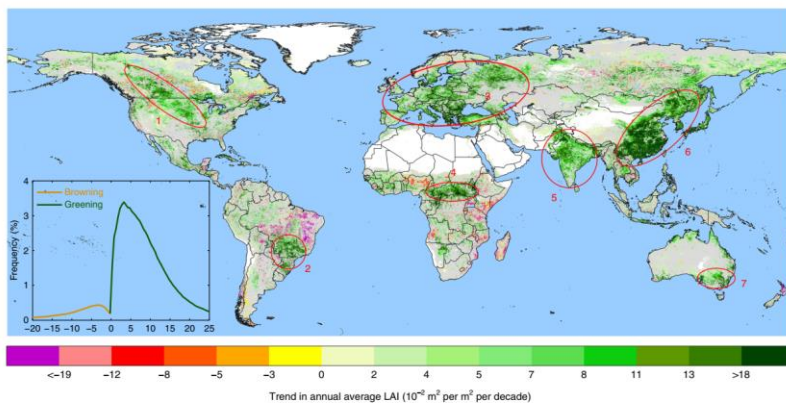 1
2
3
4
5
6
7
Browning
Greening
Frequency (%)
4
3
2
1
0
−20 −15 −10 −5 0 5 10 15 20 25
<−19 −12 −8 −5 −3 0 2 4 5 7 8 11 13 >18
Trend in annual average LAI (10⁻² m² per m² per decade)